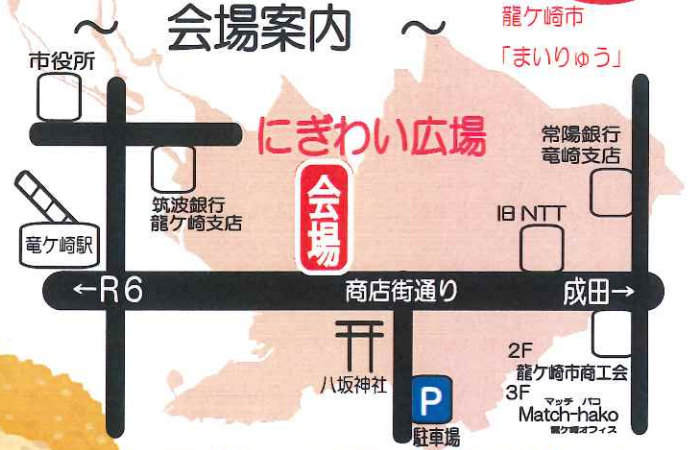 ～ 会場案内 ～
龍ケ崎市
「まいりゅう」
市役所
にぎわい広場
常陽銀行
竜崎支店
筑波銀行
龍ケ崎支店
会場
旧NTT
竜ケ崎駅
←R6
商店街通り
成田→
八坂神社
2F
龍ケ崎市商工会
3F
マッチ バコ
Match-hako
龍ケ崎オフィス
P
駐車場